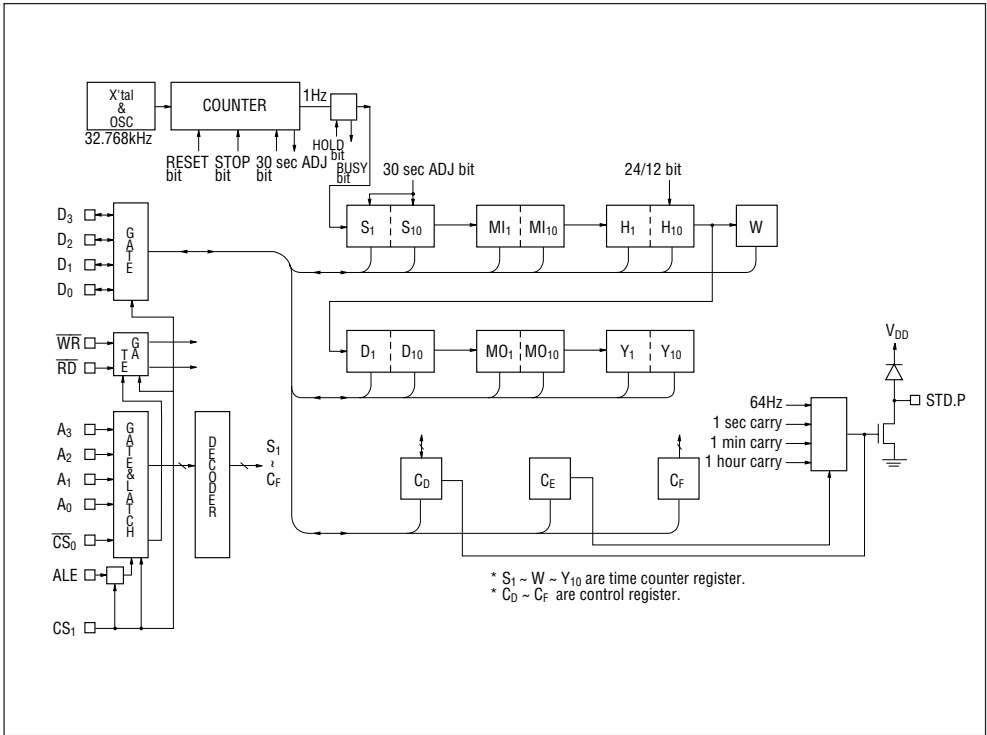 X'tal
&
OSC
32.768kHz
COUNTER
1Hz
RESET
bit
STOP
bit
30 sec ADJ
bit
HOLD
bit
BUSY
bit
30 sec ADJ bit
24/12 bit
S1 S10
MI1 MI10
H1 H10
W
D3
D2
D1
D0
GATE
D1 D10
MO1 MO10
Y1 Y10
W̅R̅
R̅D̅
GA
TE
VDD
STD.P
64Hz
1 sec carry
1 min carry
1 hour carry
A3
A2
A1
A0
C̅S̅0
ALE
CS1
GATE&LATCH
DECODER
S1
~
CF
CD
CE
CF
* S1 ~ W ~ Y10 are time counter register.
* CD ~ CF are control register.